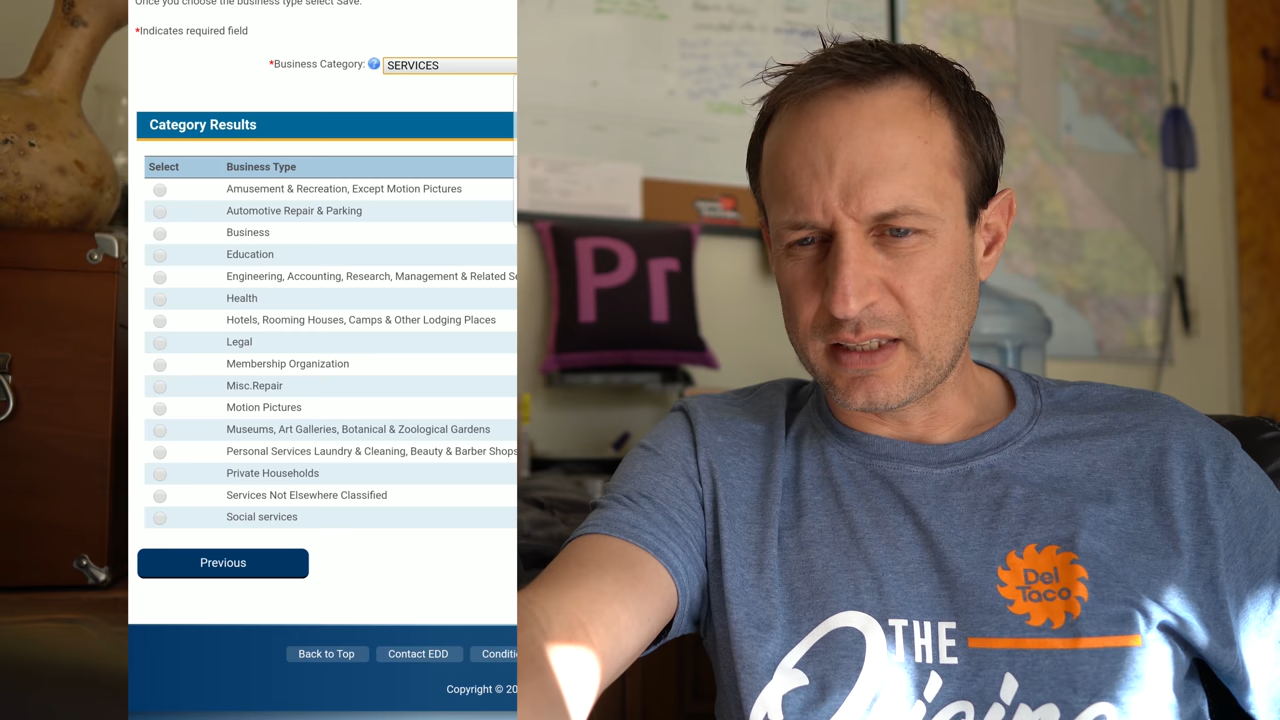 Once you choose the business type select Save.
*Indicates required field
*Business Category: ? SERVICES
Category Results
Select Business Type
Amusement & Recreation, Except Motion Pictures
Automotive Repair & Parking
Business
Education
Engineering, Accounting, Research, Management & Related
Health
Hotels, Rooming Houses, Camps & Other Lodging Places
Legal
Membership Organization
Misc.Repair
Motion Pictures
Museums, Art Galleries, Botanical & Zoological Gardens
Personal Services Laundry & Cleaning, Beauty & Barber Shops
Private Households
Services Not Elsewhere Classified
Social services
Previous
Back to Top Contact EDD
Copyright © 20
Pr
Del
Taco
THE